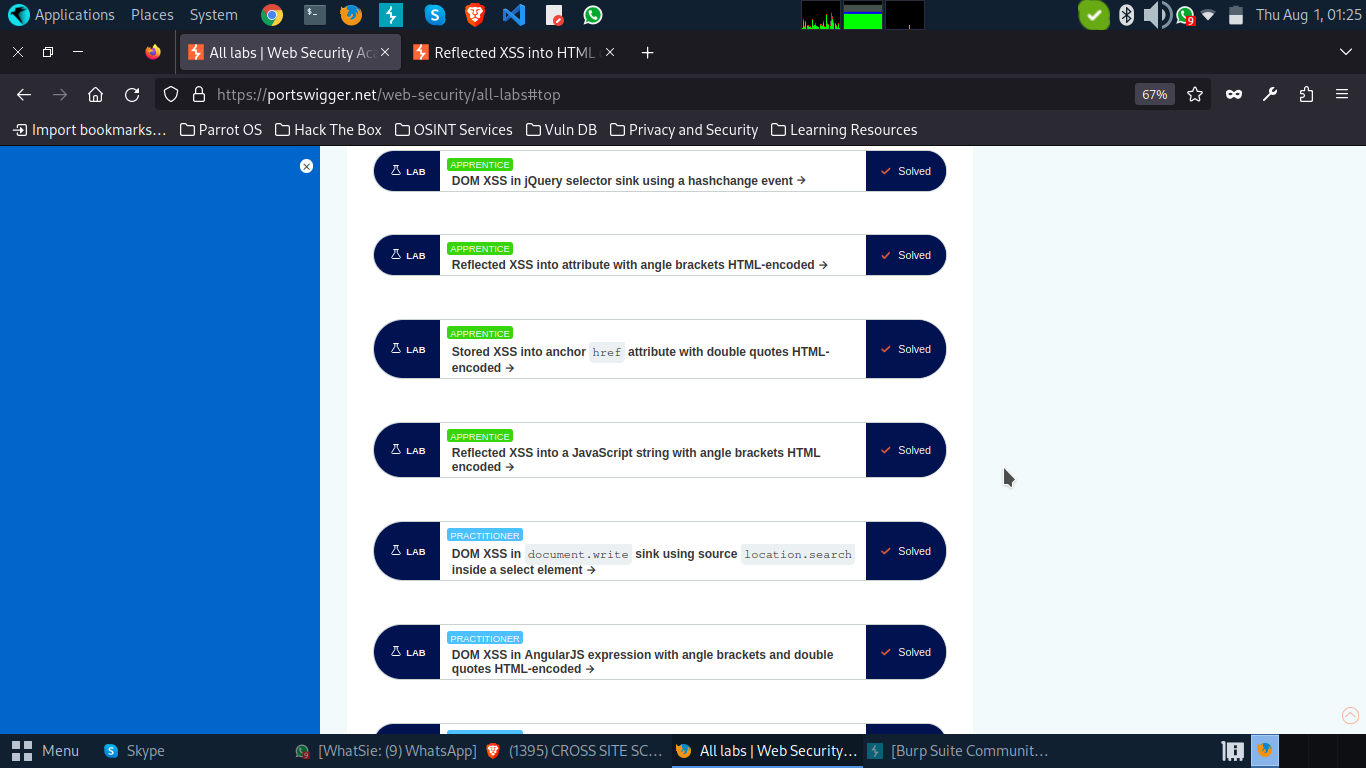 Applications Places System
9
Thu Aug 1, 01:25
All labs | Web Security Aca
Reflected XSS into HTML c
https://portswigger.net/web-security/all-labs#top
67%
Import bookmarks…
Parrot OS
Hack The Box
OSINT Services
Vuln DB
Privacy and Security
Learning Resources
LAB
APPRENTICE
DOM XSS in jQuery selector sink using a hashchange event →
Solved
LAB
APPRENTICE
Reflected XSS into attribute with angle brackets HTML-encoded →
Solved
LAB
APPRENTICE
Stored XSS into anchor href attribute with double quotes HTML-
encoded →
Solved
LAB
APPRENTICE
Reflected XSS into a JavaScript string with angle brackets HTML
encoded →
Solved
LAB
PRACTITIONER
DOM XSS in document.write sink using source location.search
inside a select element →
Solved
LAB
PRACTITIONER
DOM XSS in AngularJS expression with angle brackets and double
quotes HTML-encoded →
Solved
Menu
Skype
[WhatSie: (9) WhatsApp]
(1395) CROSS SITE SC…
All labs | Web Security…
[Burp Suite Communit…